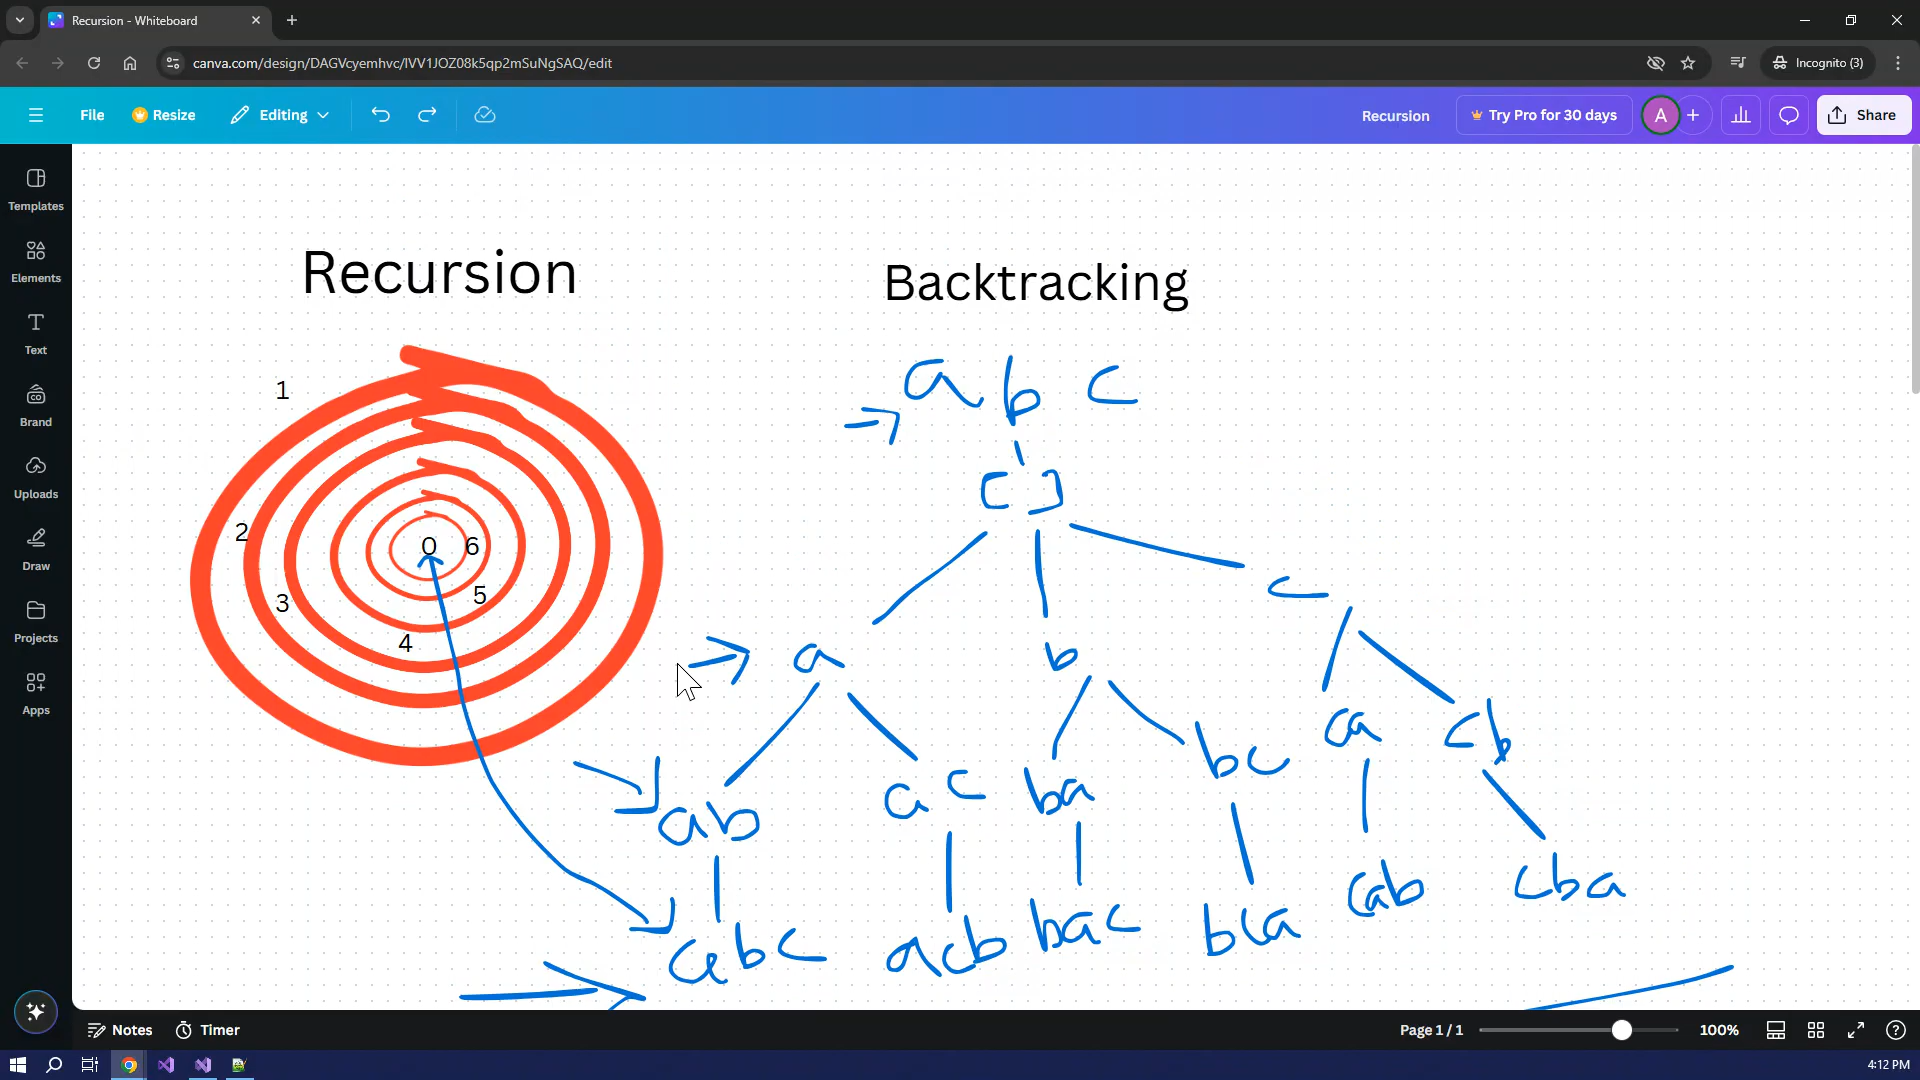 Recursion - Whiteboard
canva.com/design/DAGVcyemhvc/lVV1JOZ08k5qp2mSuNgSAQ/edit
Incognito (3)
File
Resize
Editing
Recursion
Try Pro for 30 days
A
Share
Templates
Elements
Text
Brand
Uploads
Draw
Projects
Apps
Recursion
1
2
3
4
5
6
0
Backtracking
a b c
[ ]
a b c
ab ac ba bc ca cb
abc acb bac bca cab cba
Notes
Timer
Page 1 / 1
100%
4:12 PM